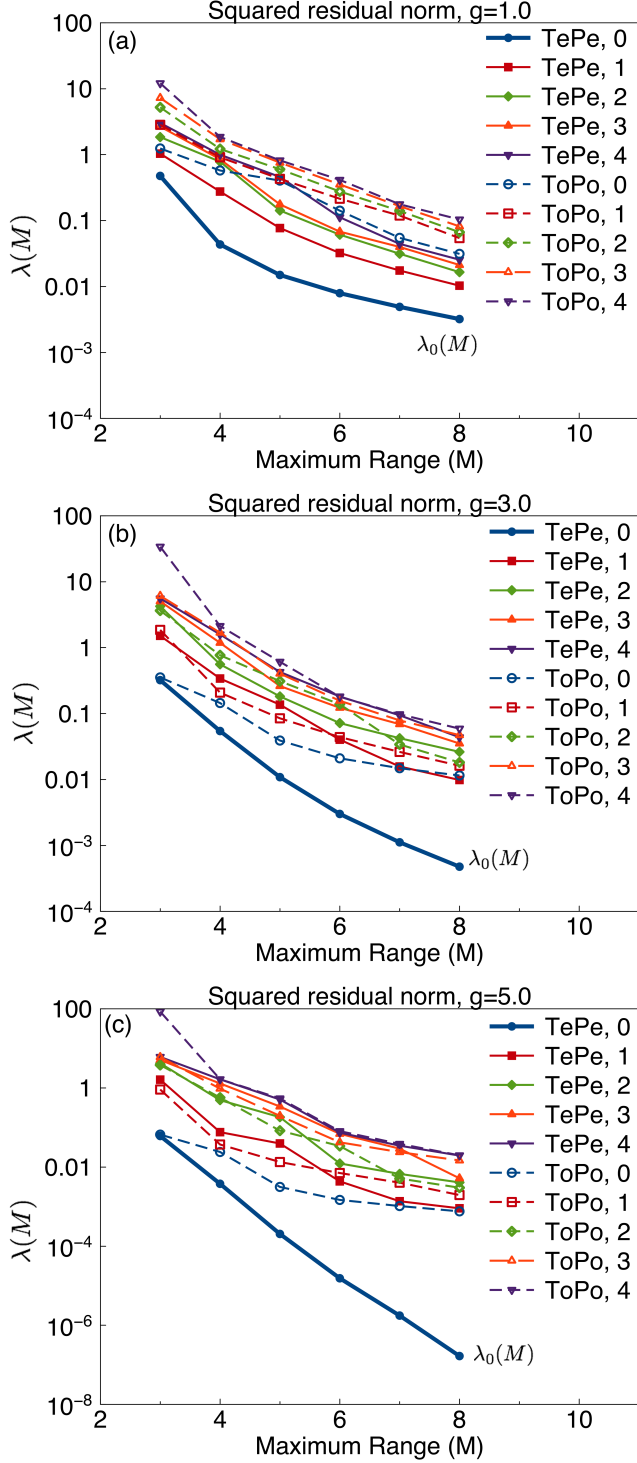 Squared residual norm, g=1.0
(a)
100
10
1
0.1
0.01
10⁻³
10⁻⁴
λ(M)
TePe, 0
TePe, 1
TePe, 2
TePe, 3
TePe, 4
ToPo, 0
ToPo, 1
ToPo, 2
ToPo, 3
ToPo, 4
λ₀(M)
2 4 6 8 10
Maximum Range (M)
Squared residual norm, g=3.0
(b)
100
10
1
0.1
0.01
10⁻³
10⁻⁴
λ(M)
TePe, 0
TePe, 1
TePe, 2
TePe, 3
TePe, 4
ToPo, 0
ToPo, 1
ToPo, 2
ToPo, 3
ToPo, 4
λ₀(M)
2 4 6 8 10
Maximum Range (M)
Squared residual norm, g=5.0
(c)
100
1
0.01
10⁻⁴
10⁻⁶
10⁻⁸
λ(M)
TePe, 0
TePe, 1
TePe, 2
TePe, 3
TePe, 4
ToPo, 0
ToPo, 1
ToPo, 2
ToPo, 3
ToPo, 4
λ₀(M)
2 4 6 8 10
Maximum Range (M)